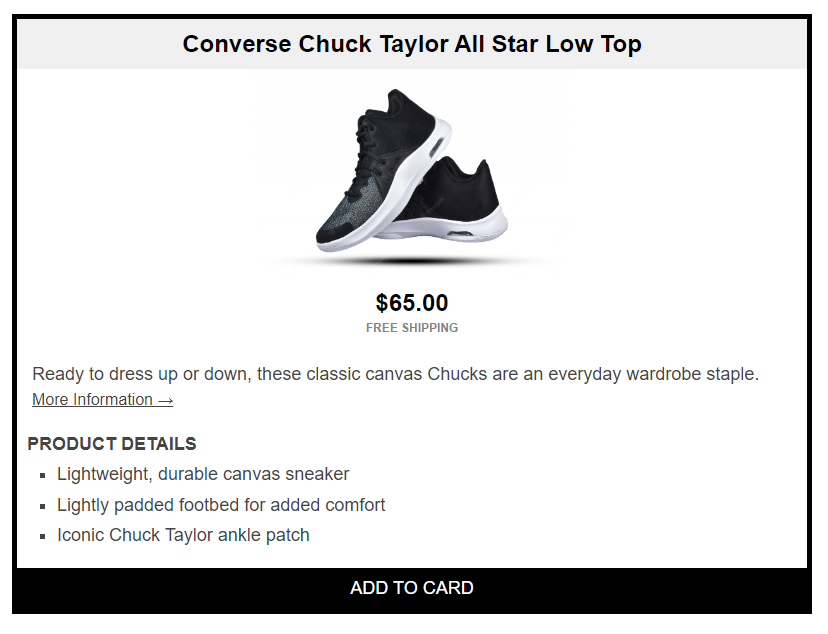 Converse Chuck Taylor All Star Low Top
$65.00
FREE SHIPPING
Ready to dress up or down, these classic canvas Chucks are an everyday wardrobe staple.
More Information →
PRODUCT DETAILS
▪ Lightweight, durable canvas sneaker
▪ Lightly padded footbed for added comfort
▪ Iconic Chuck Taylor ankle patch
ADD TO CARD